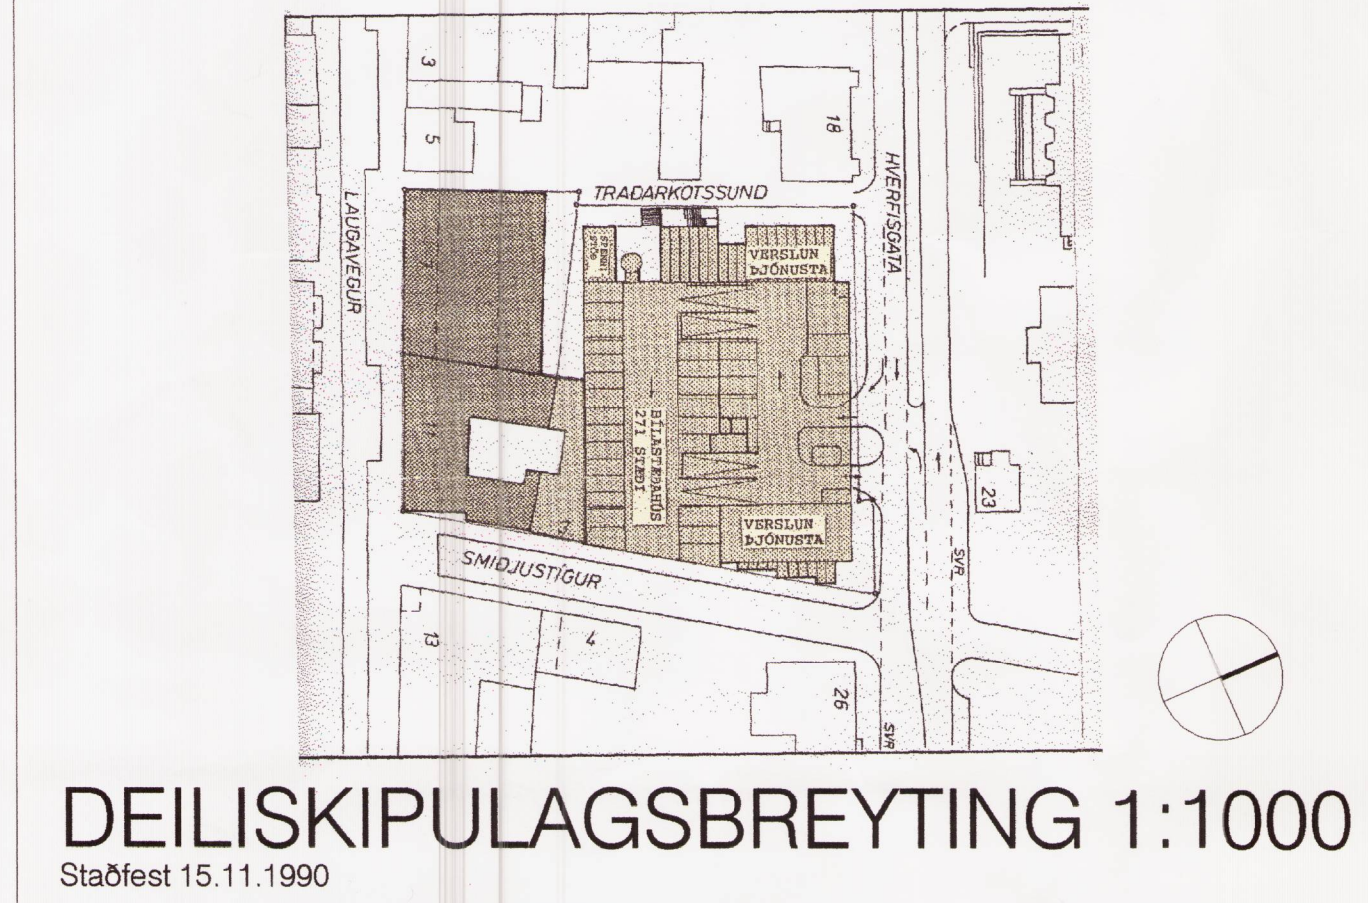 3
5
18
TRAÐARKOTSSUND
HVERFISGATA
LAUGAVEGUR
VERSLUN
ÞJÓNUSTA
BÍLASTÆÐAHÚS
271 STÆÐI
VERSLUN
ÞJÓNUSTA
23
SVR
SMIÐJUSTÍGUR
13
4
26
SVR
DEILISKIPULAGSBREYTING 1:1000
Staðfest 15.11.1990